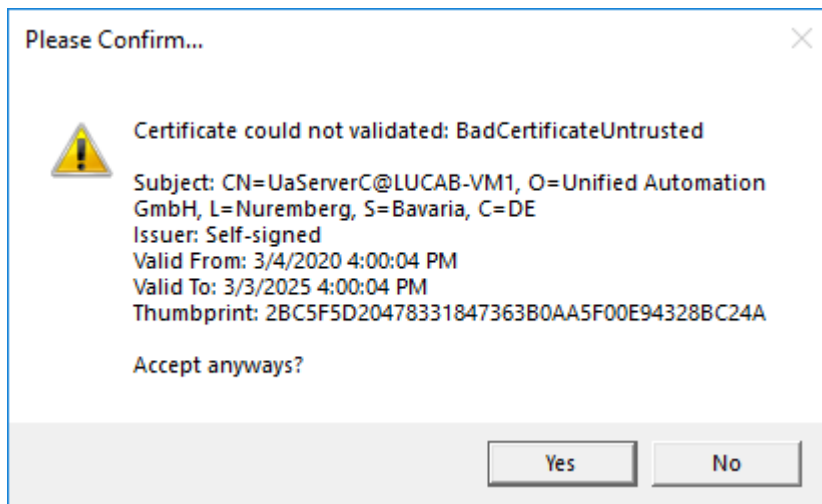 Please Confirm...
Certificate could not validated: BadCertificateUntrusted
Subject: CN=UaServerC@LUCAB-VM1, O=Unified Automation
GmbH, L=Nuremberg, S=Bavaria, C=DE
Issuer: Self-signed
Valid From: 3/4/2020 4:00:04 PM
Valid To: 3/3/2025 4:00:04 PM
Thumbprint: 2BC5F5D20478331847363B0AA5F00E94328BC24A
Accept anyways?
Yes
No